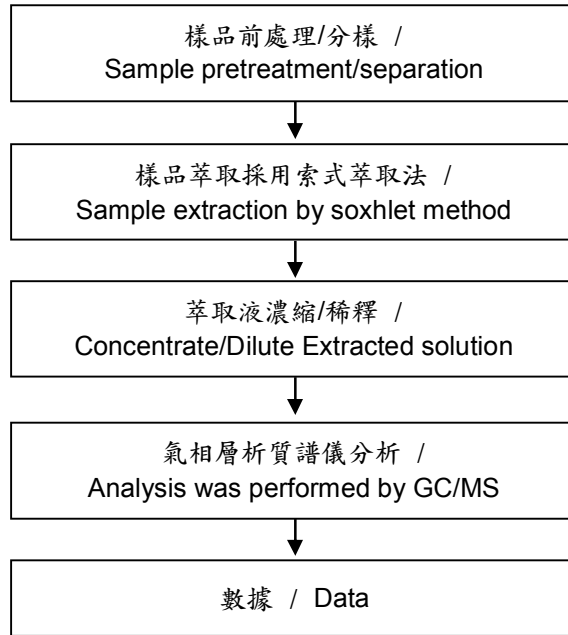 樣品前處理/分樣 /
Sample pretreatment/separation
樣品萃取採用索式萃取法 /
Sample extraction by soxhlet method
萃取液濃縮/稀釋 /
Concentrate/Dilute Extracted solution
氣相層析質譜儀分析 /
Analysis was performed by GC/MS
數據 / Data